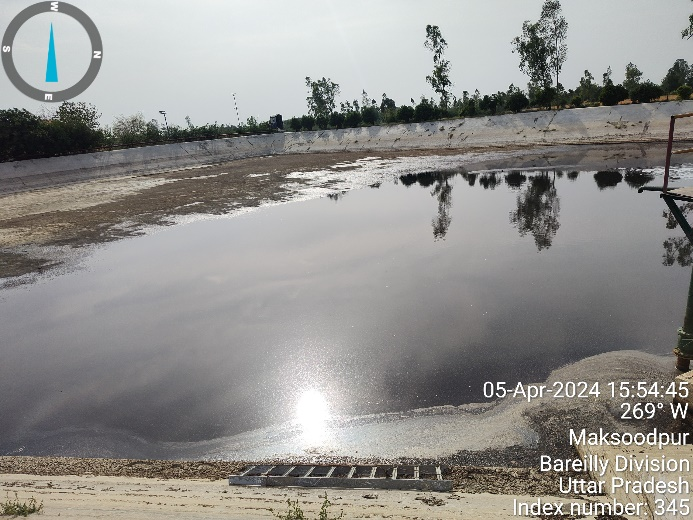 W
S
N
E
05-Apr-2024 15:54:45
269° W
Maksoodpur
Bareilly Division
Uttar Pradesh
Index number: 345